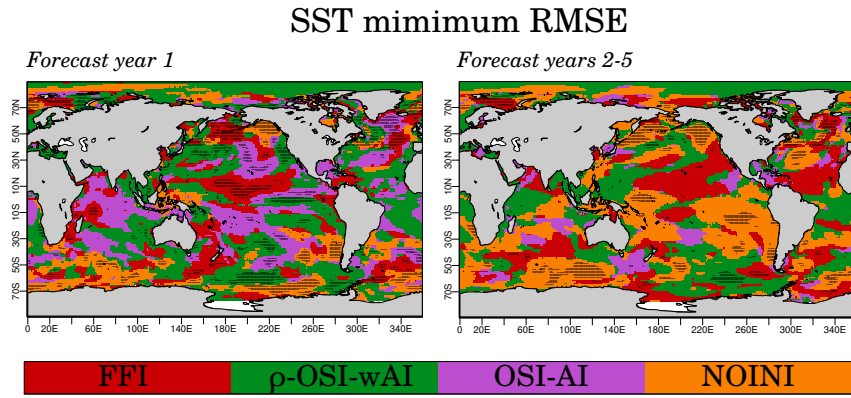 SST mimimum RMSE
Forecast year 1
Forecast years 2-5
70N
50N
30N
10N
10S
30S
50S
70S
0 20E 60E 100E 140E 180E 220E 260E 300E 340E
70N
50N
30N
10N
10S
30S
50S
70S
0 20E 60E 100E 140E 180E 220E 260E 300E 340E
FFI ρ-OSI-wAI OSI-AI NOINI